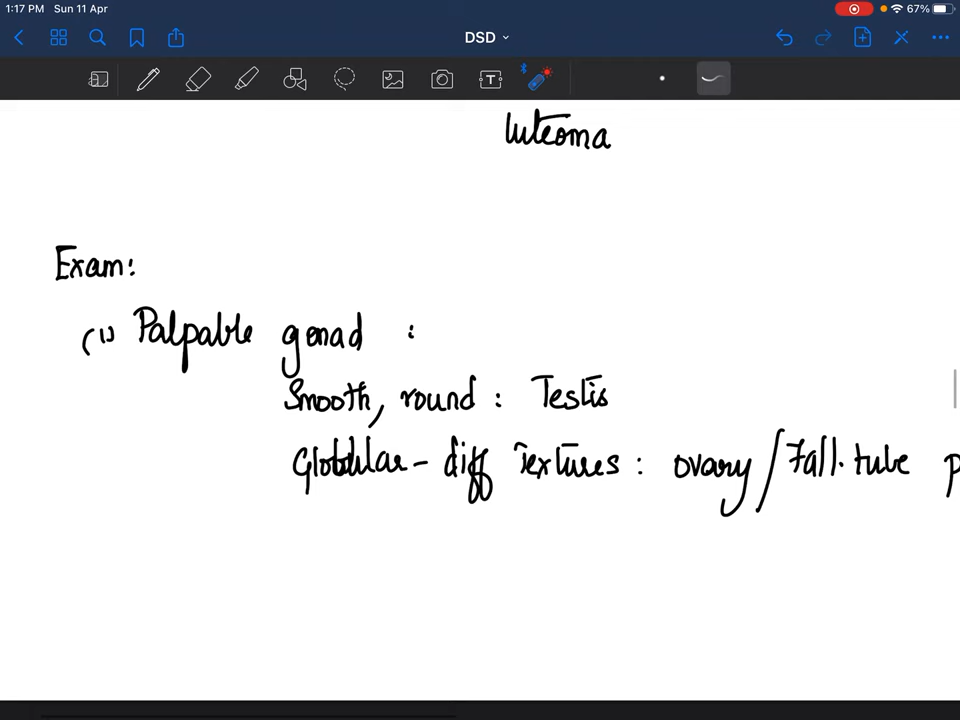 1:17 PM Sun 11 Apr
67%
DSD
T
luteoma
Exam:
(1) Palpable gonad :
Smooth, round : Testis
Globular - diff Textures : ovary / Fall. tube p